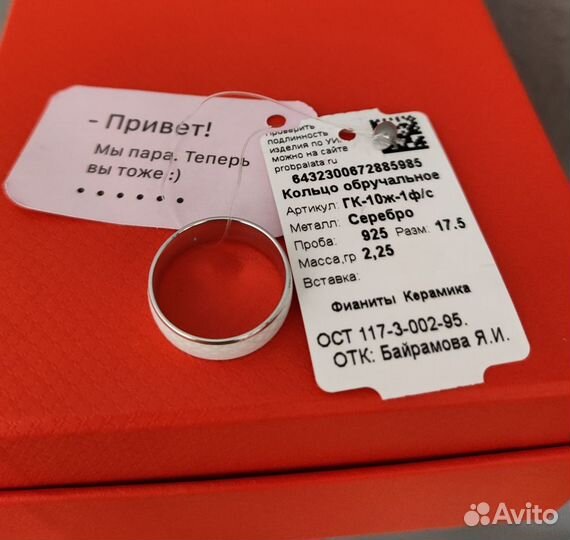 - Привет!
Мы пара. Теперь
вы тоже :)
Проверить
подлинность
изделия по УИ
можно на сайте
probpalata.ru
6432300672885985
Кольцо обручальное
Артикул: ГК-10ж-1ф/с
Металл: Серебро
Проба: 925 Разм: 17.5
Масса,гр 2,25
Вставка:
Фианиты Керамика
ОСТ 117-3-002-95.
ОТК: Байрамова Я.И.
Avito